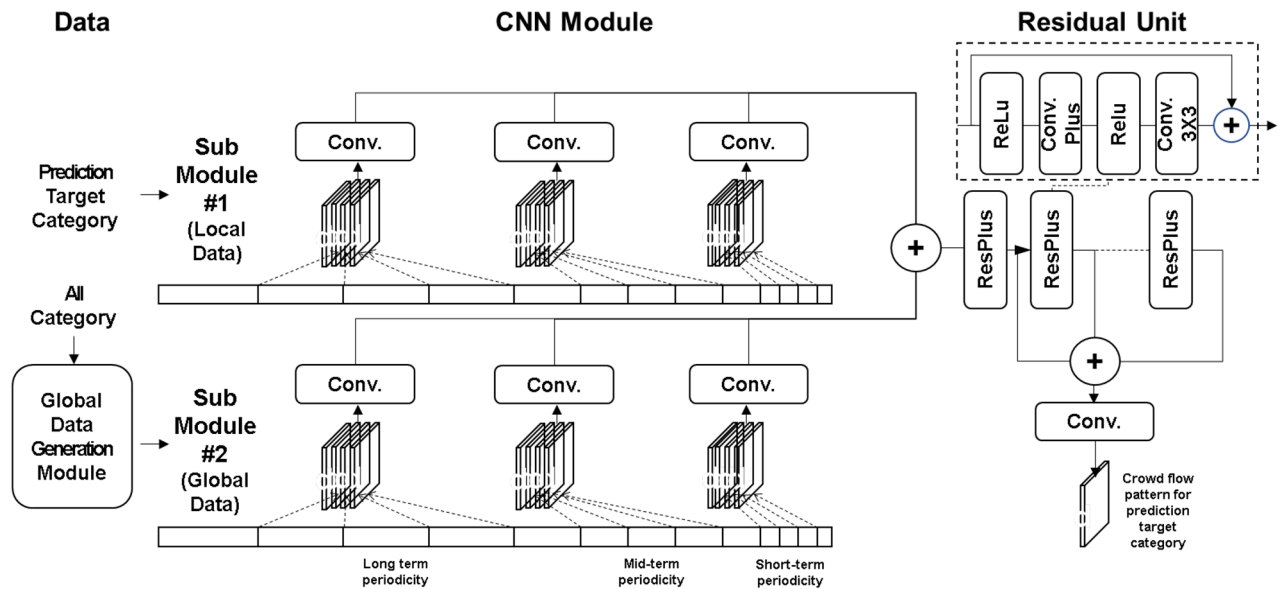 Data
CNN Module
Residual Unit
Prediction
Target
Category
Sub
Module
#1
(Local
Data)
Conv.
Conv.
Conv.
ReLu
Conv.
Plus
Relu
Conv.
3X3
+
+
ResPlus
ResPlus
ResPlus
All
Category
Global
Data
Generation
Module
Sub
Module
#2
(Global
Data)
Conv.
Conv.
Conv.
+
Conv.
Crowd flow
pattern for
prediction
target
category
Long term
periodicity
Mid-term
periodicity
Short-term
periodicity